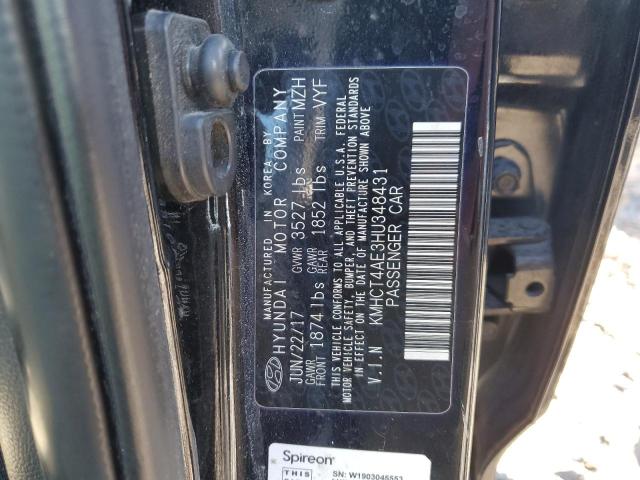 MANUFACTURED IN KOREA BY
HYUNDAI MOTOR COMPANY
JUN/22/17 GVWR 3527 lbs PAINT MZH
GAWR FRONT 1874 lbs GAWR REAR 1852 lbs TRIM VYF
THIS VEHICLE CONFORMS TO ALL APPLICABLE U.S.A. FEDERAL
MOTOR VEHICLE SAFETY, BUMPER, AND THEFT PREVENTION STANDARDS
IN EFFECT ON THE DATE OF MANUFACTURE SHOWN ABOVE
V.I.N KMHCT4AE3HU348431
PASSENGER CAR
Spireon
THIS
SN: W1903045553